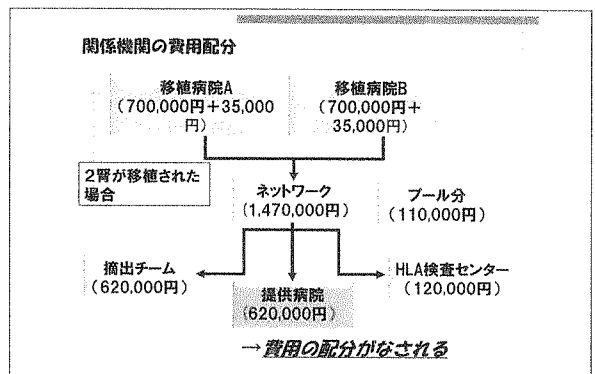 関係機関の費用配分
移植病院A
(700,000円+35,000
円)
移植病院B
(700,000円+
35,000円)
2腎が移植された
場合
ネットワーク
(1,470,000円)
プール分
(110,000円)
摘出チーム
(620,000円)
提供病院
(620,000円)
HLA検査センター
(120,000円)
→費用の配分がなされる